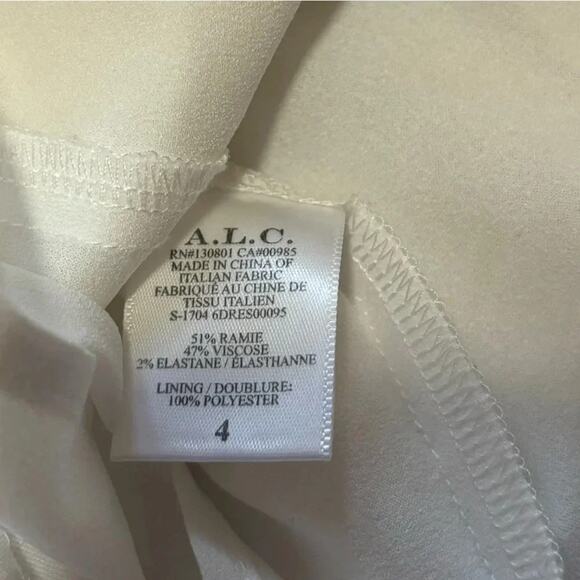 A.L.C.
RN#130801 CA#00985
MADE IN CHINA OF
ITALIAN FABRIC
FABRIQUÉ AU CHINE DE
TISSU ITALIEN
S-1704 6DRES00095
51% RAMIE
47% VISCOSE
2% ELASTANE / ÉLASTHANNE
LINING / DOUBLURE:
100% POLYESTER
4